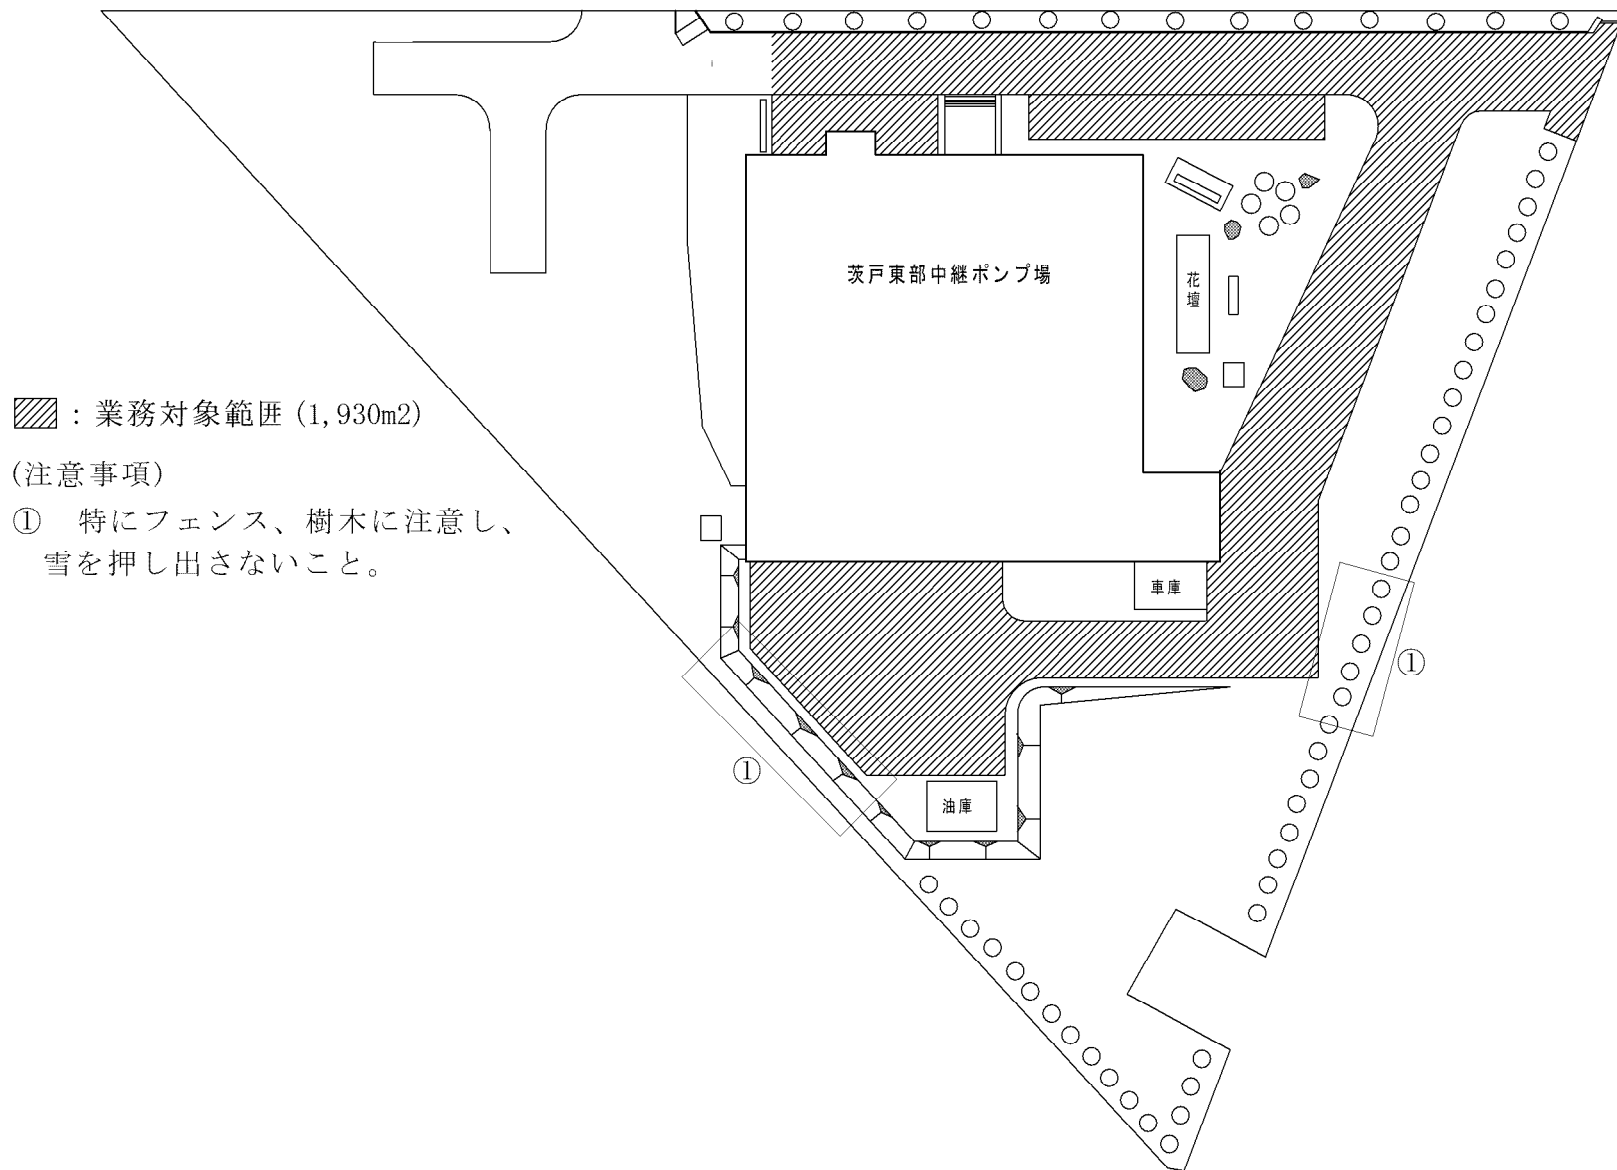 茨戸東部中継ポンプ場
花壇
：業務対象範囲 (1,930m2)
(注意事項)
①　特にフェンス、樹木に注意し、
雪を押し出さないこと。
車庫
①
①
油庫